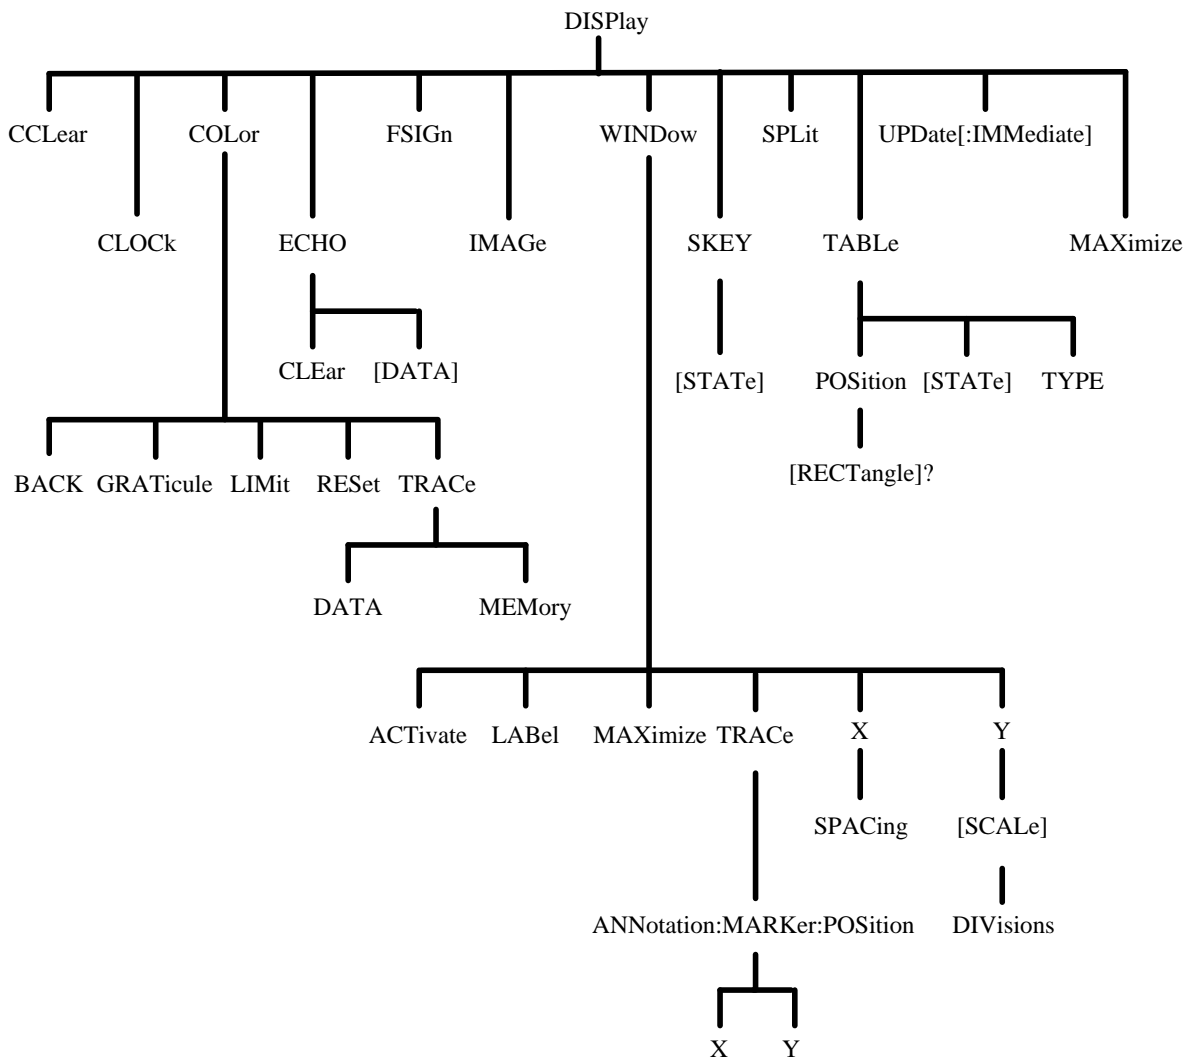 DISPlay
CCLear COLor FSIGn WINDow SPLit UPDate[:IMMediate]
CLOCk ECHO IMAGe SKEY TABLe MAXimize
CLEar [DATA] [STATe] POSition [STATe] TYPE
BACK GRATicule LIMit RESet TRACe [RECTangle]?
DATA MEMory
ACTivate LABel MAXimize TRACe X Y
SPACing [SCALe]
ANNotation:MARKer:POSition DIVisions
X Y